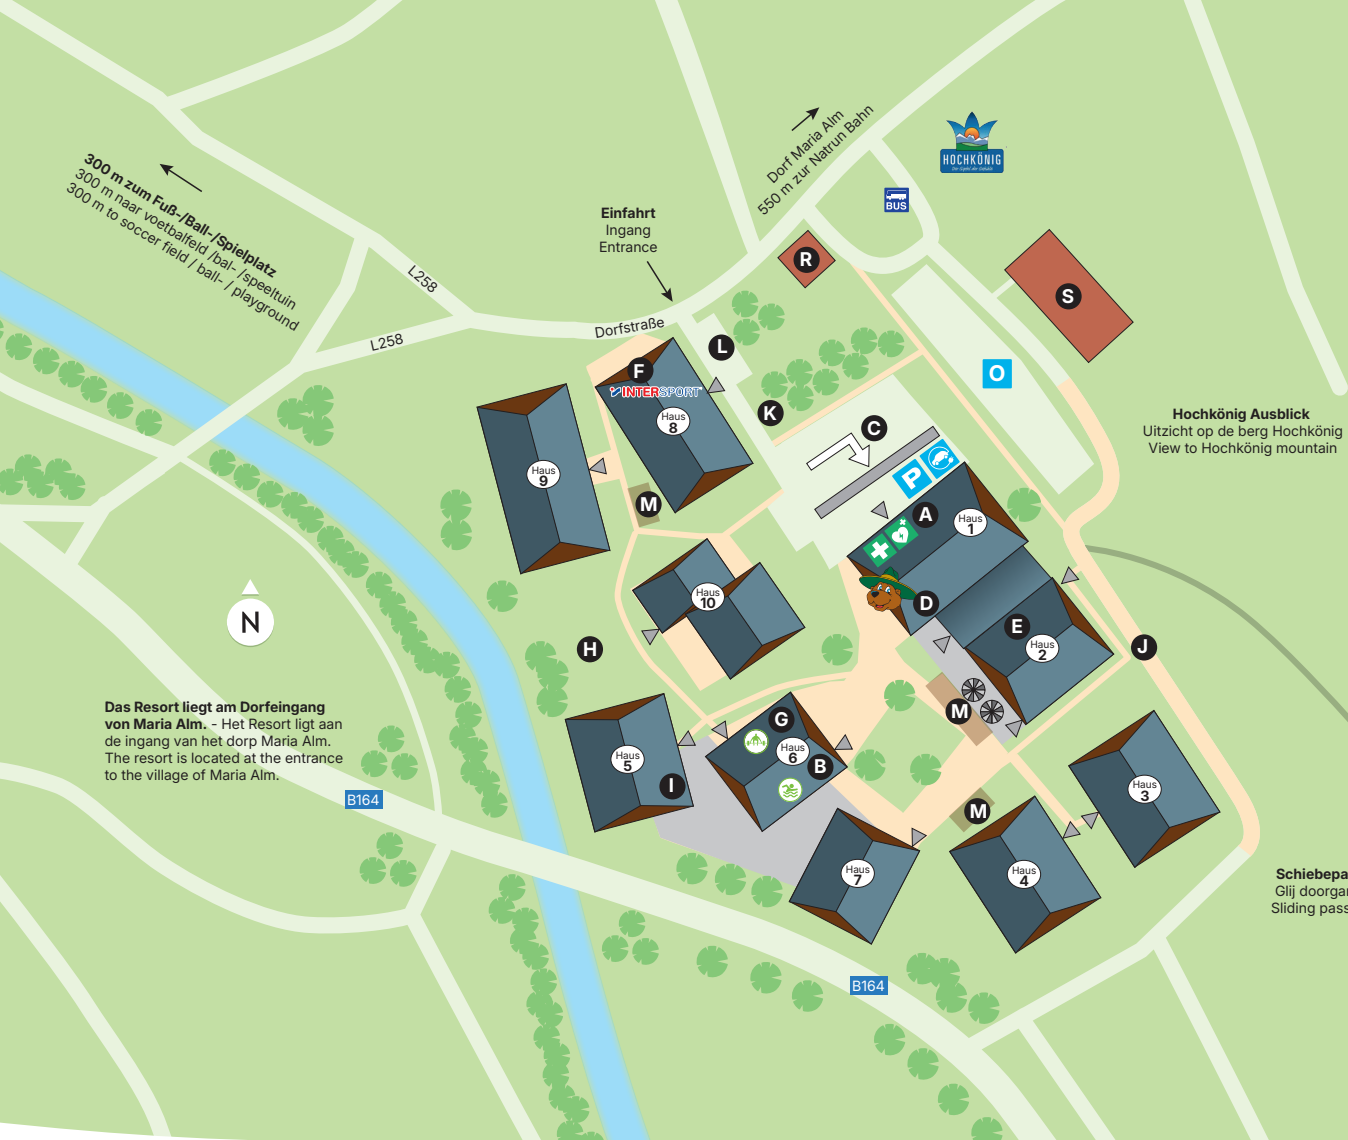 HOCHKÖNIG
BUS
Dorf Maria Alm
550 m zur Natrun Bahn
300 m zum Fuß-/Ball-/Spielplatz
300 m naar voetbalfeld /bal- /speeltuin
300 m to soccer field / ball- / playground
Einfahrt
Ingang
Entrance
R
S
L258
Dorfstraße
L258
L
O
F
INTERSPORT
K
C
Haus
8
P
Hochkönig Ausblick
Uitzicht op de berg Hochkönig
View to Hochkönig mountain
Haus
9
M
A
Haus
1
N
Haus
10
D
E
Haus
2
H
J
Das Resort liegt am Dorfeingang
von Maria Alm. - Het Resort ligt aan
de ingang van het dorp Maria Alm.
The resort is located at the entrance
to the village of Maria Alm.
M
G
Haus
6
B
Haus
5
I
B164
Haus
3
M
Haus
7
Haus
4
Schiebepa
Glij doorga
Sliding pass
B164